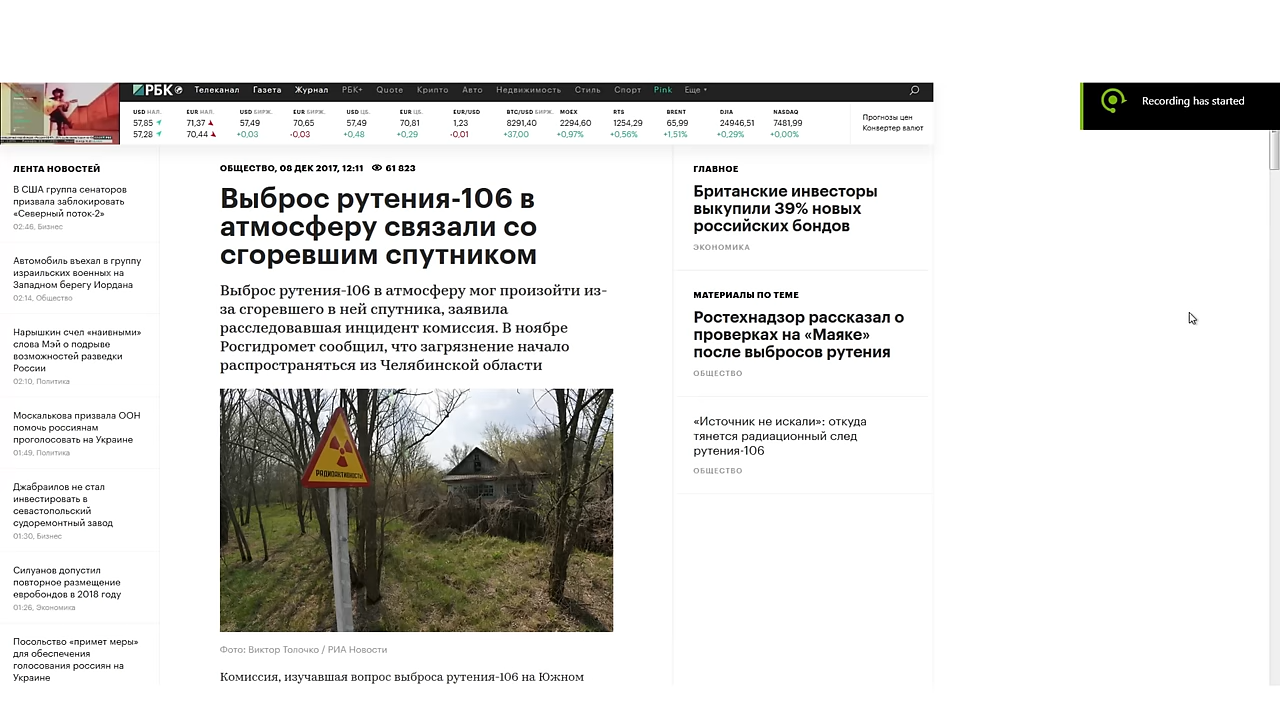 РБК
Телеканал Газета Журнал РБК+ Quote Крипто Авто Недвижимость Стиль Спорт Pink Еще
Recording has started
USD НАЛ. EUR НАЛ. USD БИРЖ. EUR БИРЖ. USD ЦБ. EUR ЦБ. EUR/USD BTC/USD БИРЖ. MOEX RTS BRENT DJIA NASDAQ
57,85 71,37 57,49 70,65 57,49 70,81 1,23 8291,40 2294,60 1254,29 65,99 24946,51 7481,99
57,28 70,44 +0,03 -0,03 +0,48 +0,29 -0,01 +37,00 +0,97% +0,56% +1,51% +0,29% +0,00%
Прогнозы цен
Конвертер валют
ЛЕНТА НОВОСТЕЙ
В США группа сенаторов
призвала заблокировать
«Северный поток-2»
02:46, Бизнес
Автомобиль въехал в группу
израильских военных на
Западном берегу Иордана
02:14, Общество
Нарышкин счел «наивными»
слова Мэй о подрыве
возможностей разведки
России
02:10, Политика
Москалькова призвала ООН
помочь россиянам
проголосовать на Украине
01:49, Политика
Джабраилов не стал
инвестировать в
севастопольский
судоремонтный завод
01:30, Бизнес
Силуанов допустил
повторное размещение
евробондов в 2018 году
01:26, Экономика
Посольство «примет меры»
для обеспечения
голосования россиян на
Украине
ОБЩЕСТВО, 08 ДЕК 2017, 12:11 61 823
Выброс рутения-106 в
атмосферу связали со
сгоревшим спутником
Выброс рутения-106 в атмосферу мог произойти из-
за сгоревшего в ней спутника, заявила
расследовавшая инцидент комиссия. В ноябре
Росгидромет сообщил, что загрязнение начало
распространяться из Челябинской области
РАДИОАКТИВНОСТЬ
Фото: Виктор Толочко / РИА Новости
Комиссия, изучавшая вопрос выброса рутения-106 на Южном
ГЛАВНОЕ
Британские инвесторы
выкупили 39% новых
российских бондов
ЭКОНОМИКА
МАТЕРИАЛЫ ПО ТЕМЕ
Ростехнадзор рассказал о
проверках на «Маяке»
после выбросов рутения
ОБЩЕСТВО
«Источник не искали»: откуда
тянется радиационный след
рутения-106
ОБЩЕСТВО